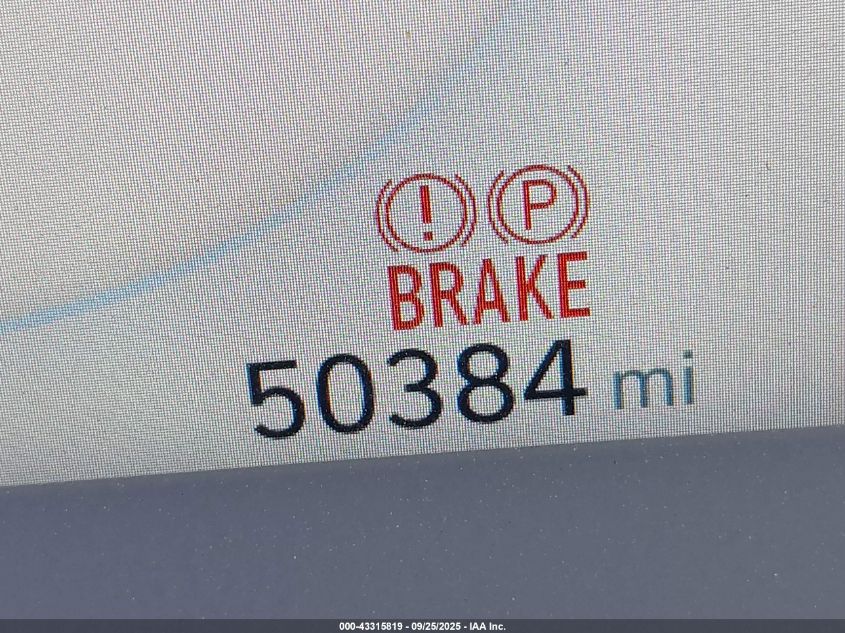 ! P
BRAKE
50384 mi
000-43315819 - 09/25/2025 - IAA Inc.